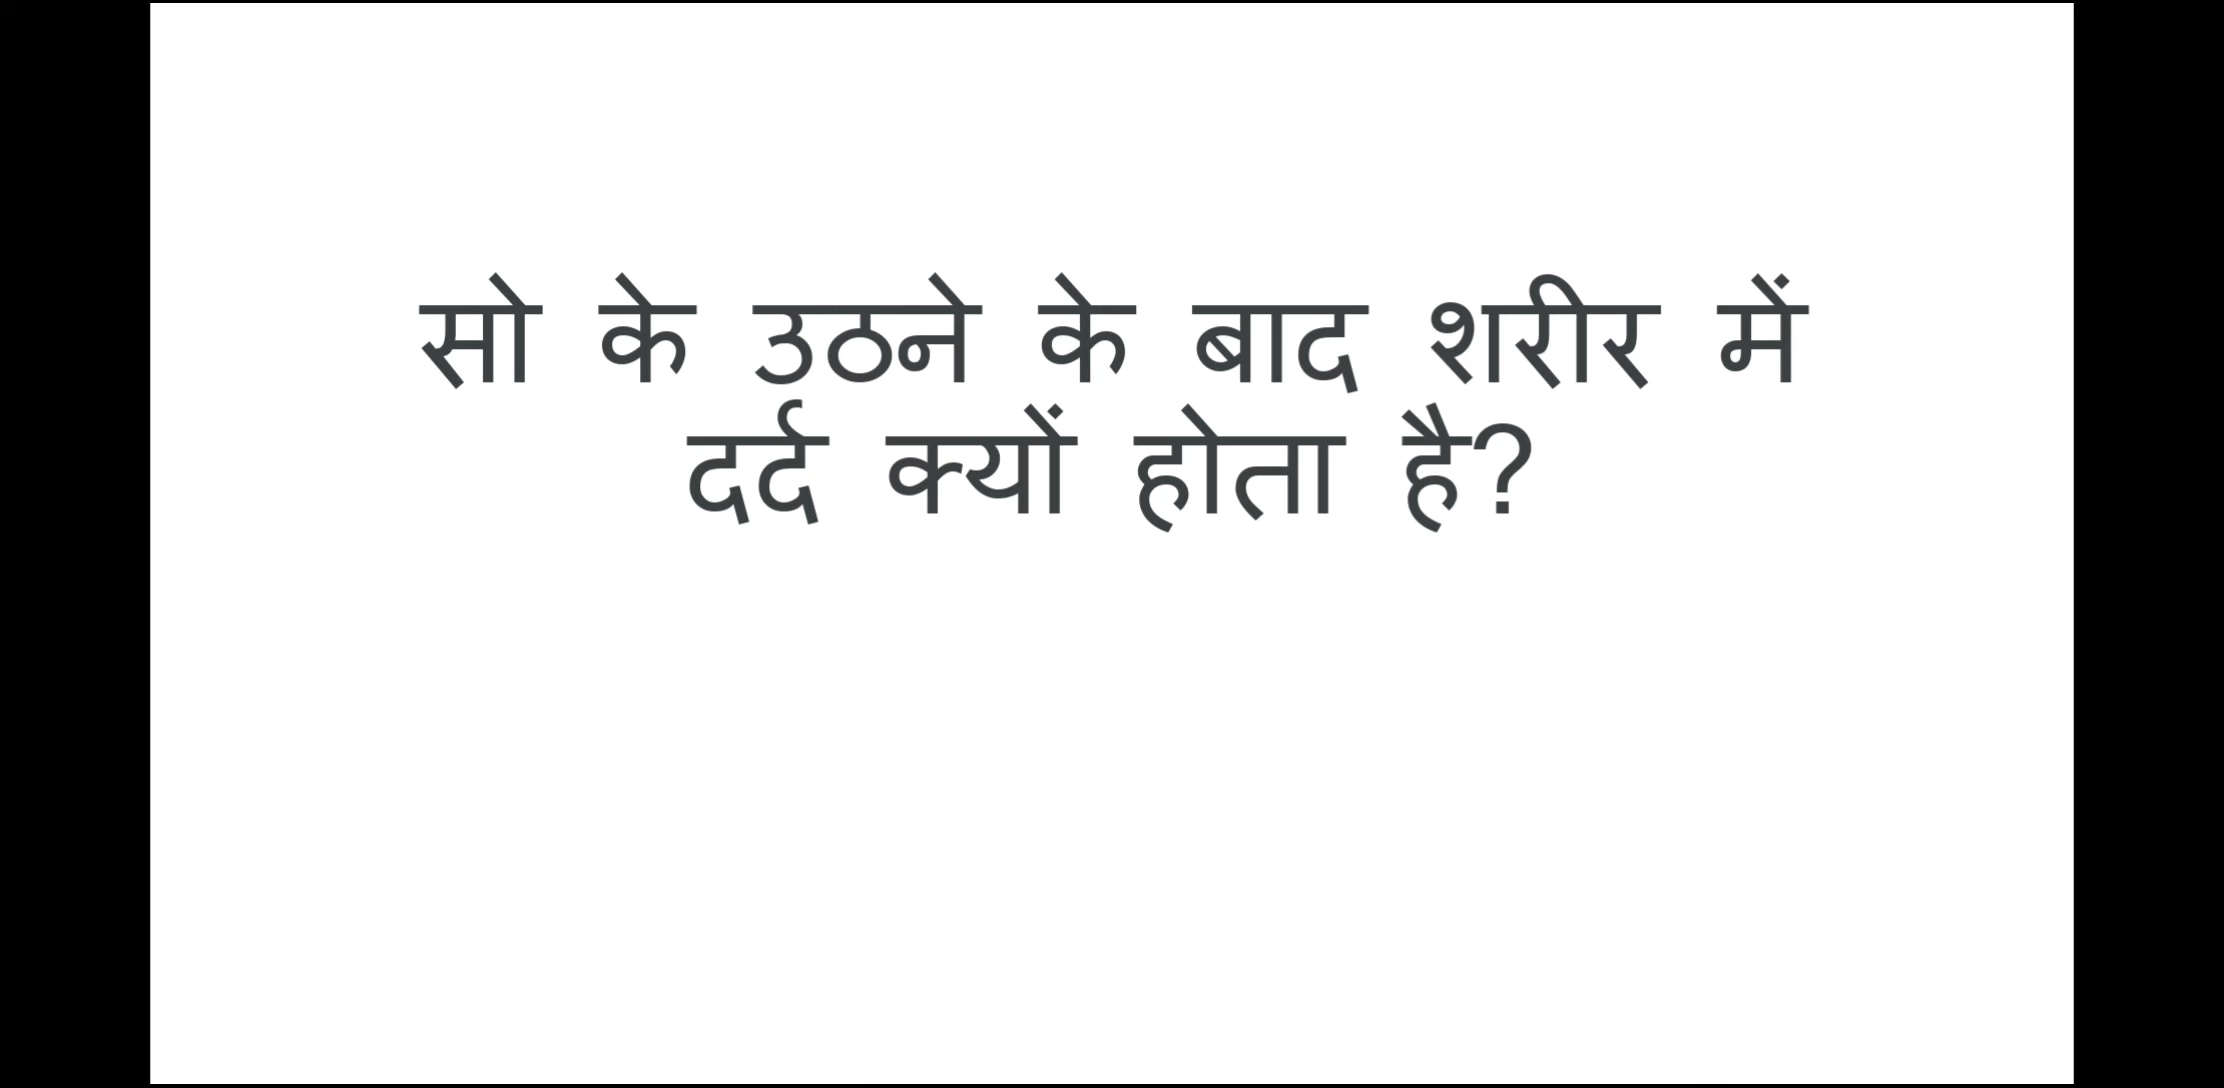 सो के उठने के बाद शरीर में
दर्द क्यों होता है?